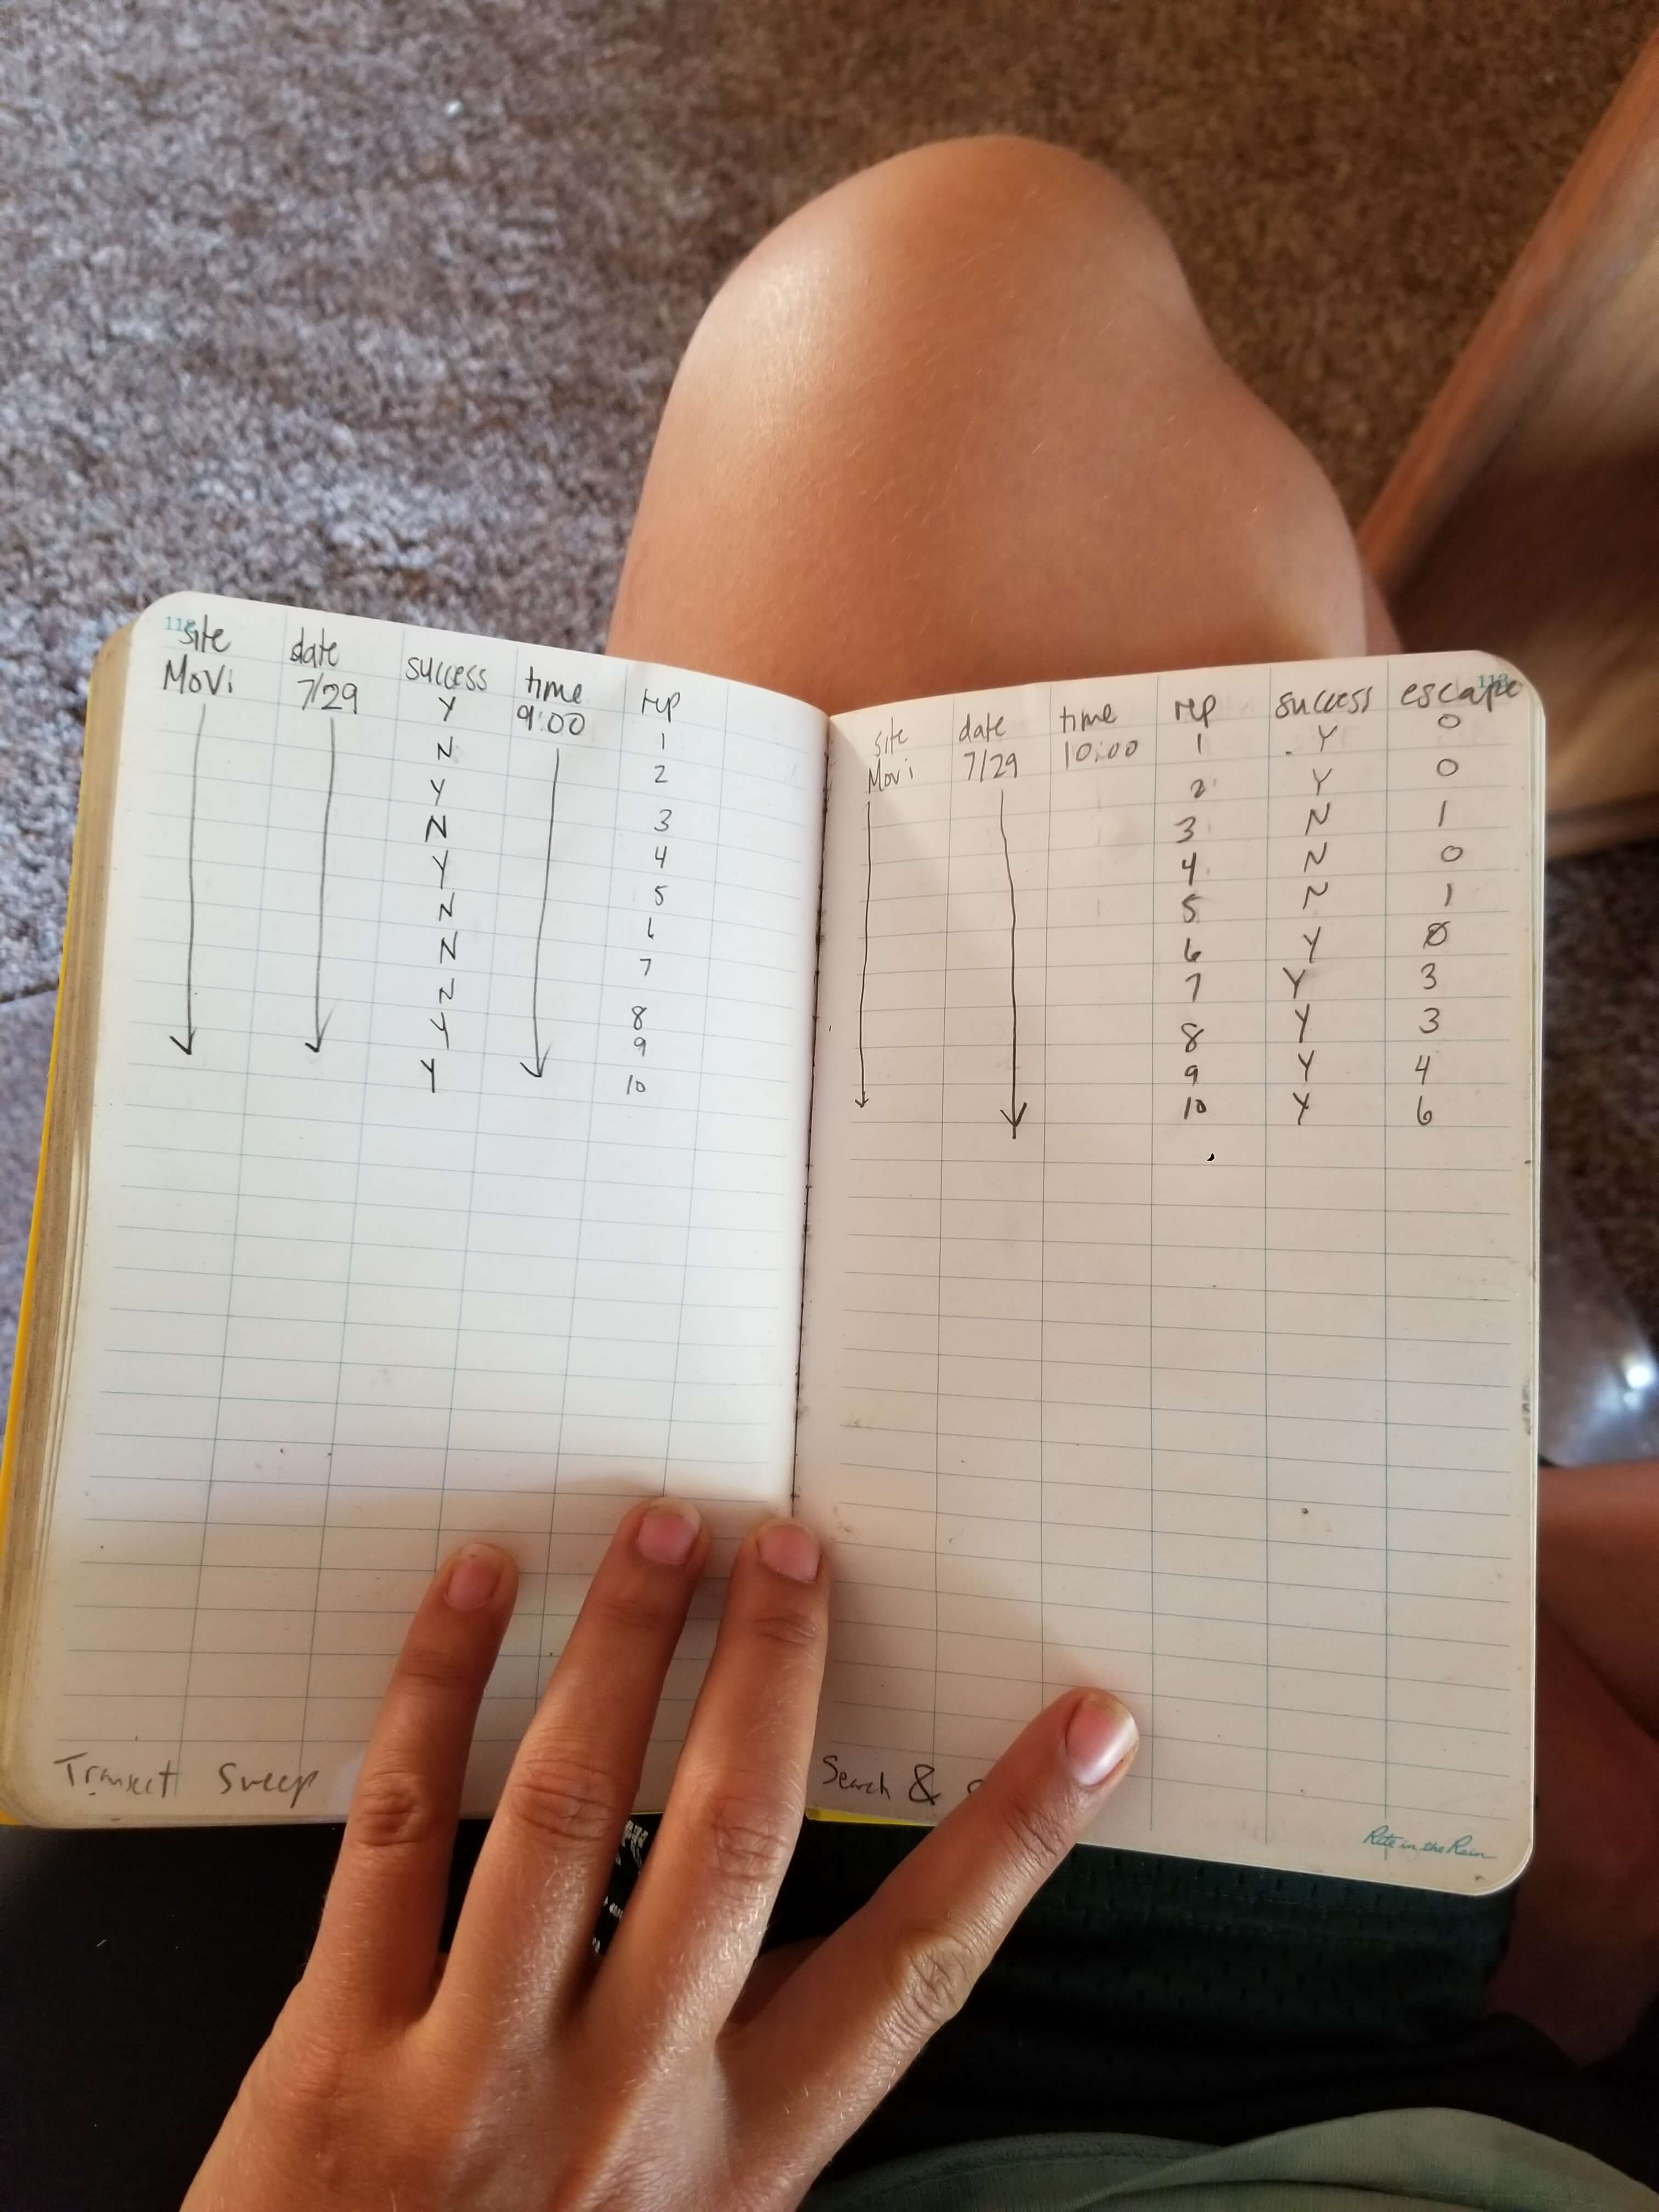 site date success time rep
Movi 7/29 Y 9:00 1
N 2
Y 3
N 4
Y 5
N 6
N 7
N 8
Y 9
Y 10
Transect Sweep
site date time rep success escape
Movi 7/29 10:00 1 Y 0
2 Y 0
3 N 1
4 N 0
5 N 1
6 Y 0
7 Y 3
8 Y 3
9 Y 4
10 Y 6
Search &
Rite in the Rain